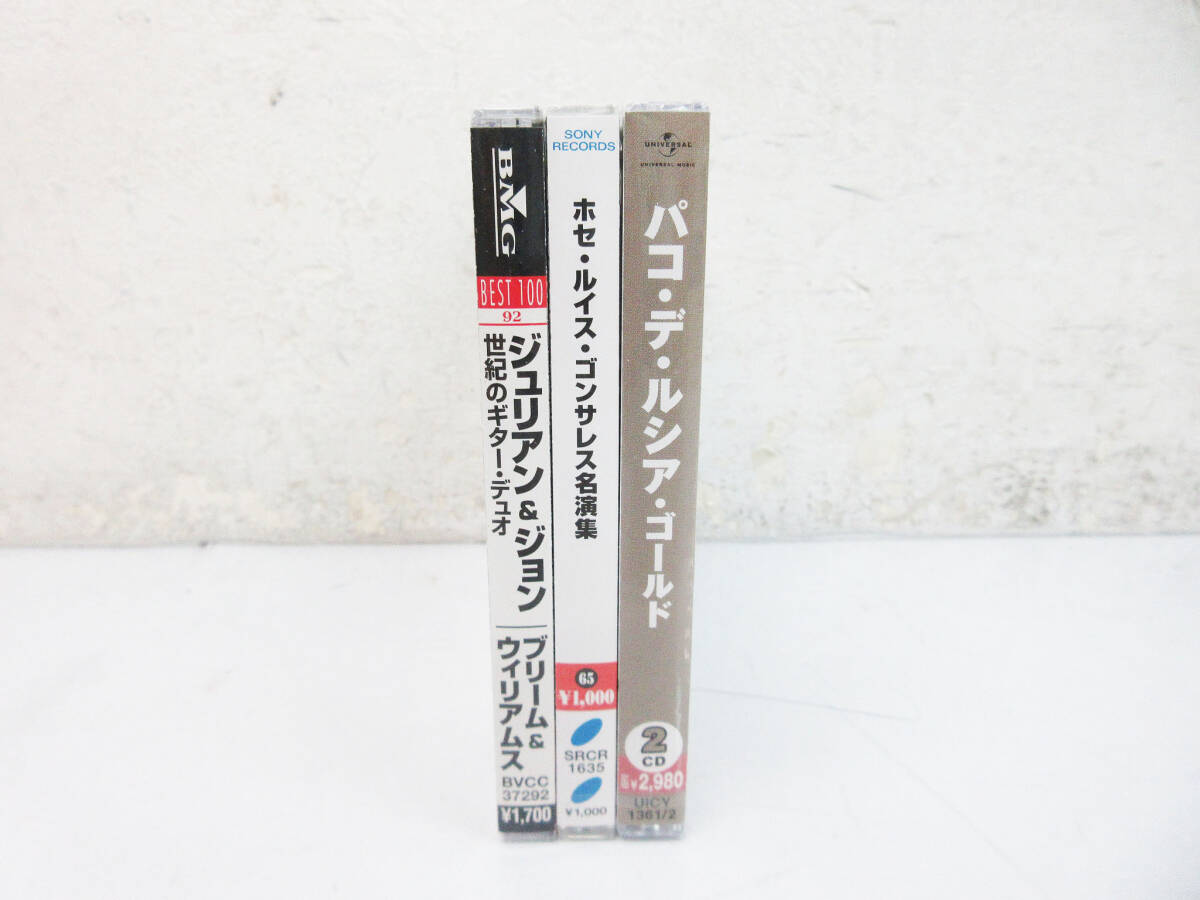 BMG
BEST 100
92
ジュリアン&ジョン
世紀のギター・デュオ
ブリーム&
ウィリアムス
BVCC
37292
¥1,700
SONY
RECORDS
ホセ・ルイス・ゴンサレス名演集
65
¥1,000
SRCR
1635
¥1,000
UNIVERSAL
UNIVERSAL MUSIC
パコ・デ・ルシア・ゴールド
2
CD
¥2,980
UICY
1361/2